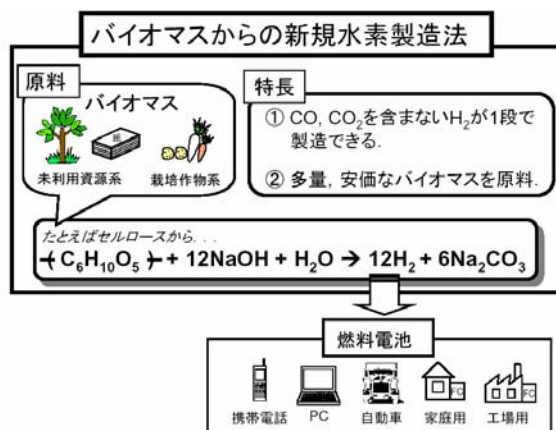 バイオマスからの新規水素製造法
原料
バイオマス
紙
未利用資源系
栽培作物系
特長
① CO, CO₂を含まないH₂が1段で
製造できる.
② 多量, 安価なバイオマスを原料.
たとえばセルロースから...
-(C₆H₁₀O₅)- + 12NaOH + H₂O → 12H₂ + 6Na₂CO₃
燃料電池
FC
FC
携帯電話
PC
自動車
家庭用
工場用